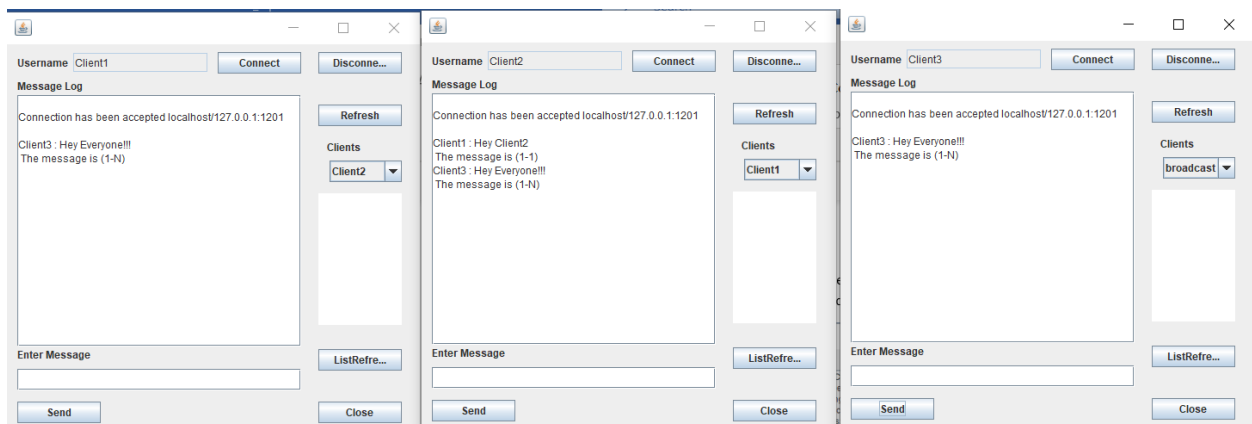 Username Client1 Connect Disconne...
Message Log
Connection has been accepted localhost/127.0.0.1:1201
Refresh
Client3 : Hey Everyone!!!
The message is (1-N)
Clients
Client2
Enter Message
ListRefre...
Send Close
Username Client2 Connect Disconne...
Message Log
Connection has been accepted localhost/127.0.0.1:1201
Refresh
Client1 : Hey Client2
The message is (1-1)
Client3 : Hey Everyone!!!
The message is (1-N)
Clients
Client1
Enter Message
ListRefre...
Send Close
Username Client3 Connect Disconne...
Message Log
Connection has been accepted localhost/127.0.0.1:1201
Refresh
Client3 : Hey Everyone!!!
The message is (1-N)
Clients
broadcast
Enter Message
ListRefre...
Send Close